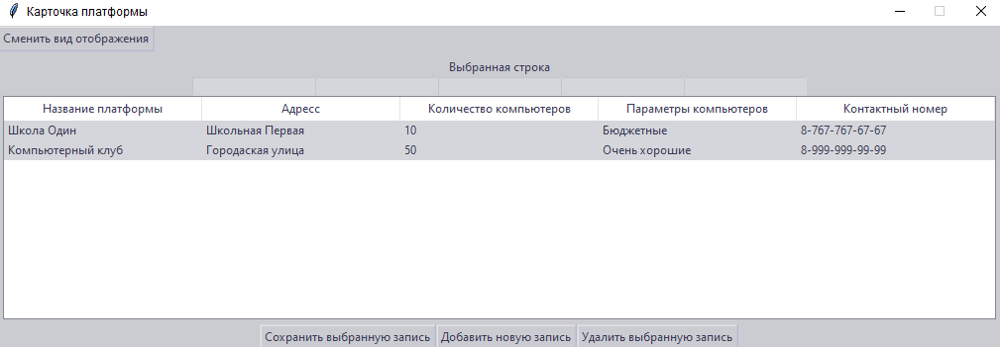 Карточка платформы
Сменить вид отображения
Выбранная строка
Название платформы Адресс Количество компьютеров Параметры компьютеров Контактный номер
Школа Один Школьная Первая 10 Бюджетные 8-767-767-67-67
Компьютерный клуб Городаская улица 50 Очень хорошие 8-999-999-99-99
Сохранить выбранную запись Добавить новую запись Удалить выбранную запись